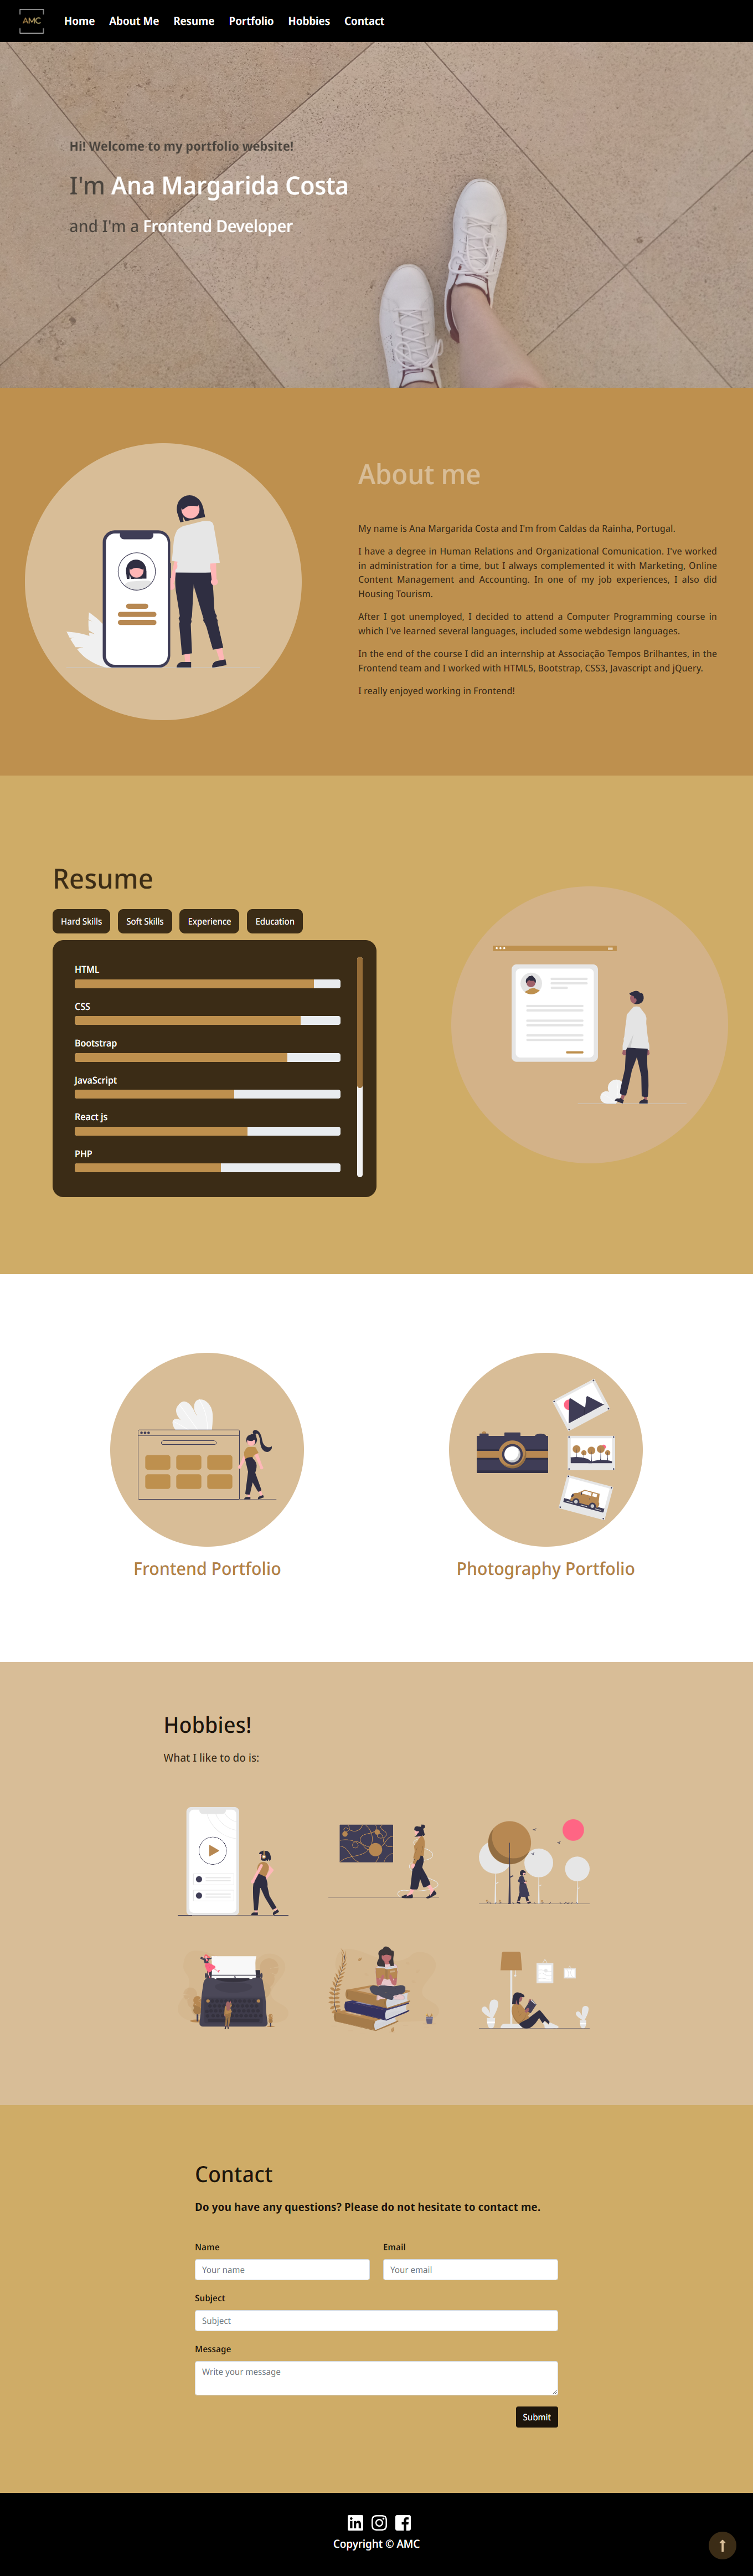 AMC
Home About Me Resume Portfolio Hobbies Contact
Hi! Welcome to my portfolio website!
I'm Ana Margarida Costa
and I'm a Frontend Developer
About me
My name is Ana Margarida Costa and I'm from Caldas da Rainha, Portugal.
I have a degree in Human Relations and Organizational Comunication. I've worked
in administration for a time, but I always complemented it with Marketing, Online
Content Management and Accounting. In one of my job experiences, I also did
Housing Tourism.
After I got unemployed, I decided to attend a Computer Programming course in
which I've learned several languages, included some webdesign languages.
In the end of the course I did an internship at Associação Tempos Brilhantes, in the
Frontend team and I worked with HTML5, Bootstrap, CSS3, Javascript and jQuery.
I really enjoyed working in Frontend!
Resume
Hard Skills Soft Skills Experience Education
HTML
CSS
Bootstrap
JavaScript
React js
PHP
Frontend Portfolio
Photography Portfolio
Hobbies!
What I like to do is:
Contact
Do you have any questions? Please do not hesitate to contact me.
Name Email
Your name Your email
Subject
Subject
Message
Write your message
Submit
Copyright © AMC